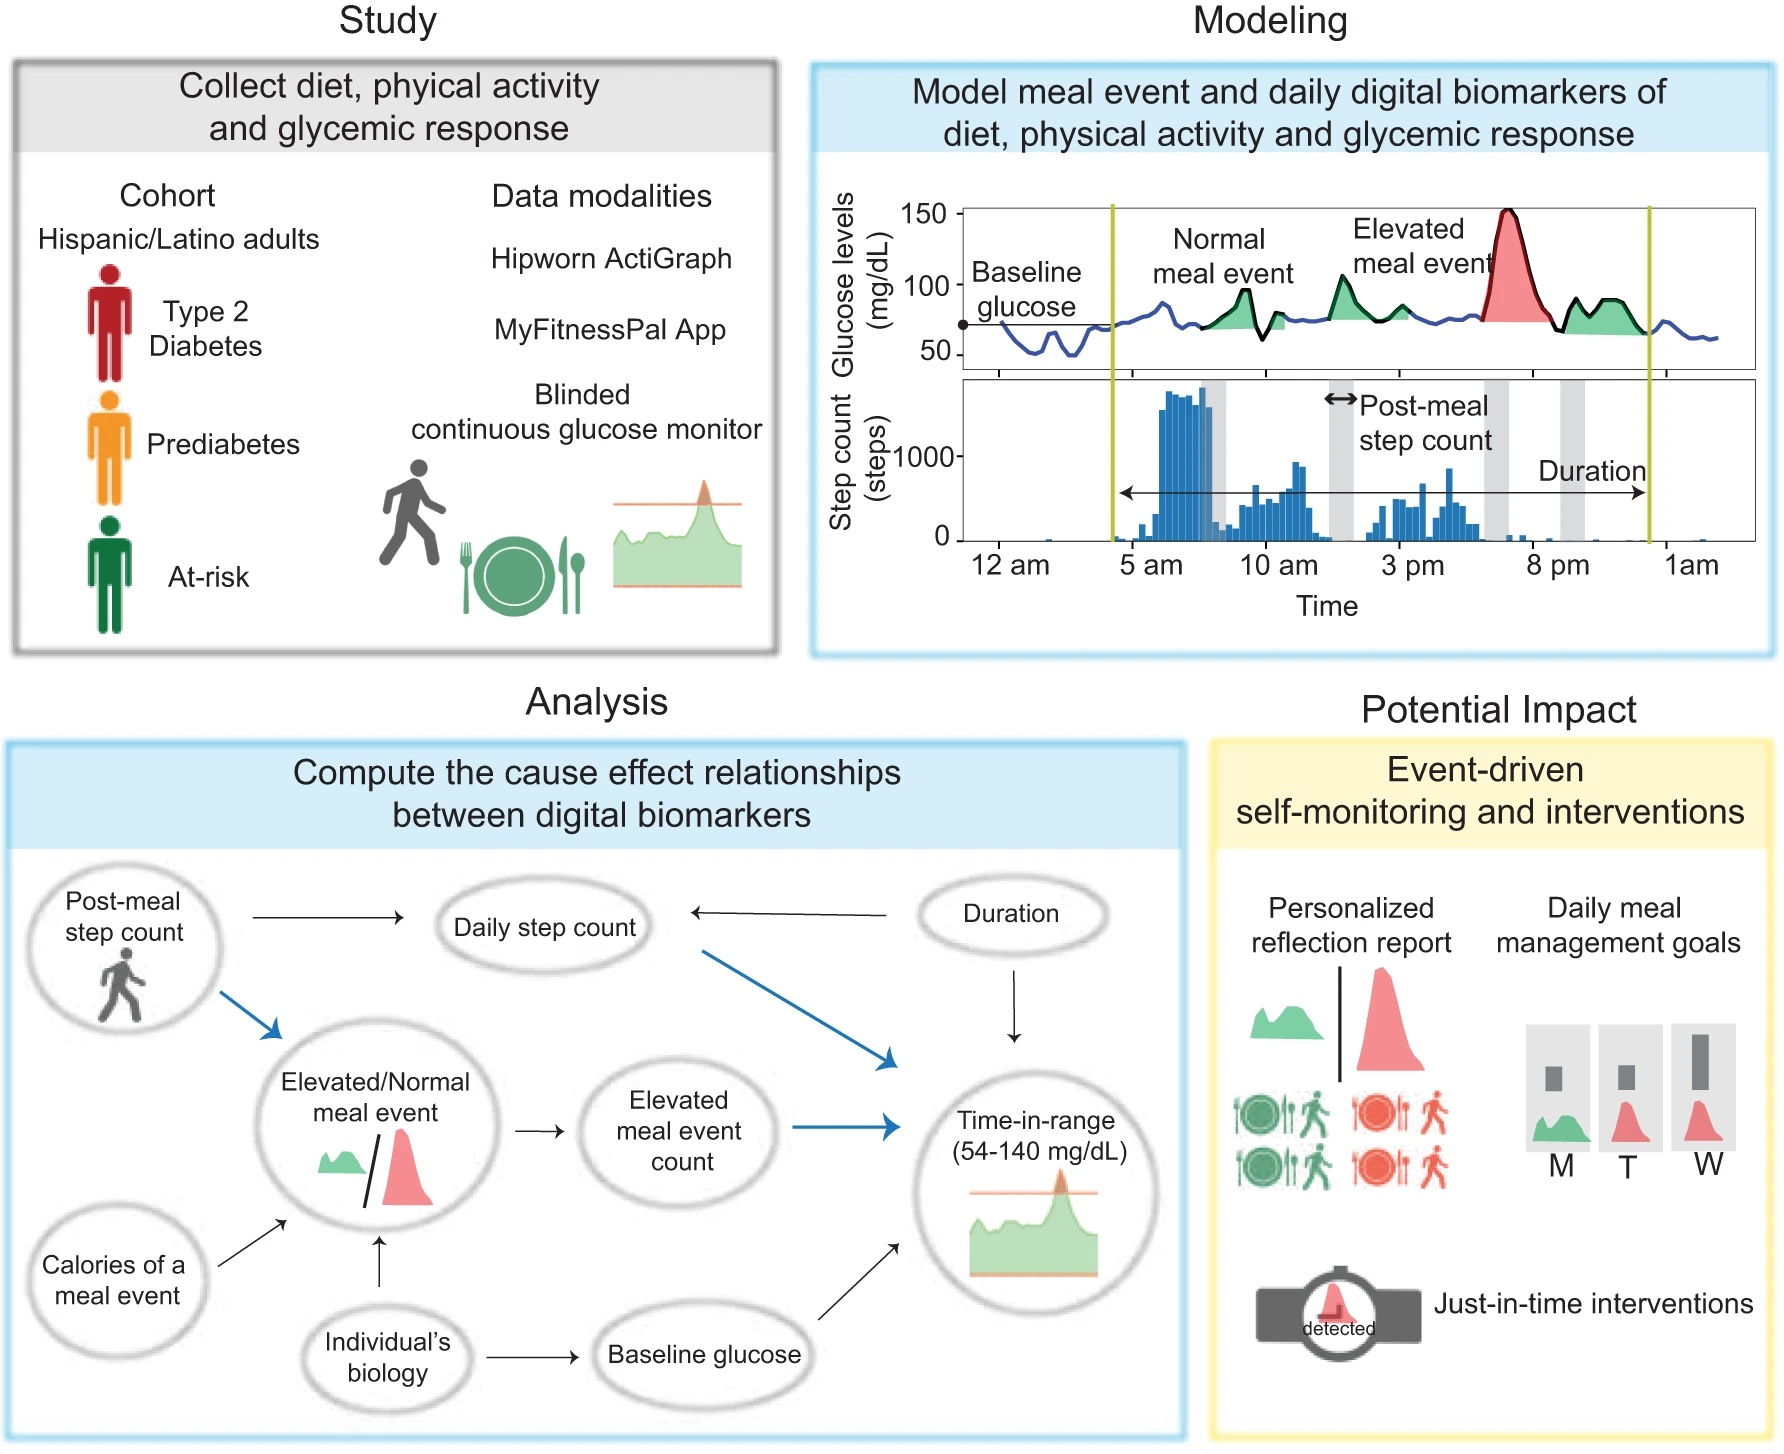 Study
Collect diet, phyical activity
and glycemic response
Cohort
Hispanic/Latino adults
Type 2
Diabetes
Prediabetes
At-risk
Data modalities
Hipworn ActiGraph
MyFitnessPal App
Blinded
continuous glucose monitor
Modeling
Model meal event and daily digital biomarkers of
diet, physical activity and glycemic response
Glucose levels
(mg/dL)
150
100
50
Baseline
glucose
Normal
meal event
Elevated
meal event
Step count
(steps)
1000
0
Post-meal
step count
Duration
12 am
5 am
10 am
3 pm
8 pm
1am
Time
Analysis
Compute the cause effect relationships
between digital biomarkers
Post-meal
step count
Daily step count
Duration
Elevated/Normal
meal event
Elevated
meal event
count
Time-in-range
(54-140 mg/dL)
Calories of a
meal event
Individual’s
biology
Baseline glucose
Potential Impact
Event-driven
self-monitoring and interventions
Personalized
reflection report
Daily meal
management goals
M
T
W
detected
Just-in-time interventions